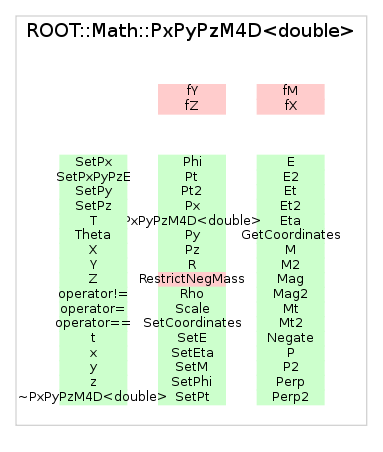 ROOT::Math::PxPyPzM4D<double>
fY fM
fZ fX
SetPx Phi E
SetPxPyPzE Pt E2
SetPy Pt2 Et
SetPz Px Et2
T PxPyPzM4D<double> Eta
Theta Py GetCoordinates
X Pz M
Y R M2
Z RestrictNegMass Mag
operator!= Rho Mag2
operator= Scale Mt
operator== SetCoordinates Mt2
t SetE Negate
x SetEta P
y SetM P2
z SetPhi Perp
~PxPyPzM4D<double> SetPt Perp2